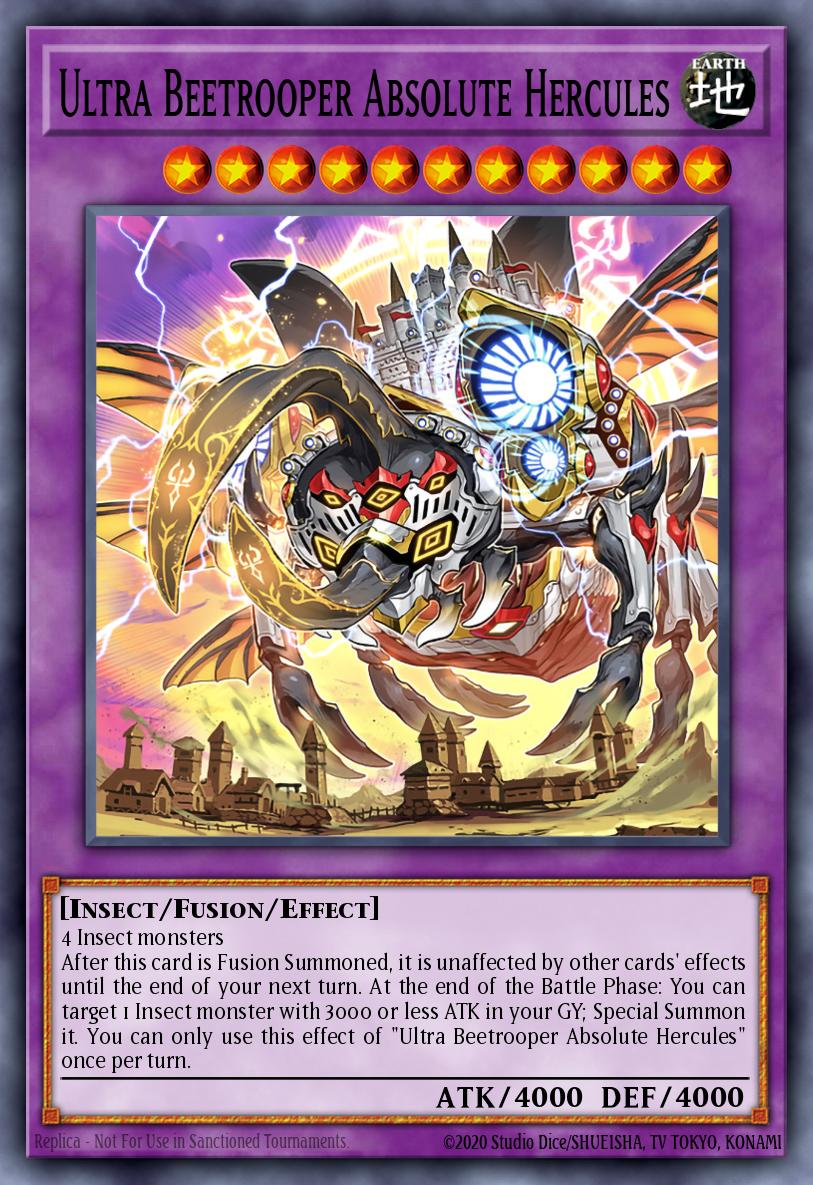 Ultra Beetrooper Absolute Hercules
EARTH
地
[Insect/Fusion/Effect]
4 Insect monsters
After this card is Fusion Summoned, it is unaffected by other cards' effects
until the end of your next turn. At the end of the Battle Phase: You can
target 1 Insect monster with 3000 or less ATK in your GY; Special Summon
it. You can only use this effect of "Ultra Beetrooper Absolute Hercules"
once per turn.
ATK/4000 DEF/4000
Replica - Not For Use in Sanctioned Tournaments.
©2020 Studio Dice/SHUEISHA, TV TOKYO, KONAMI